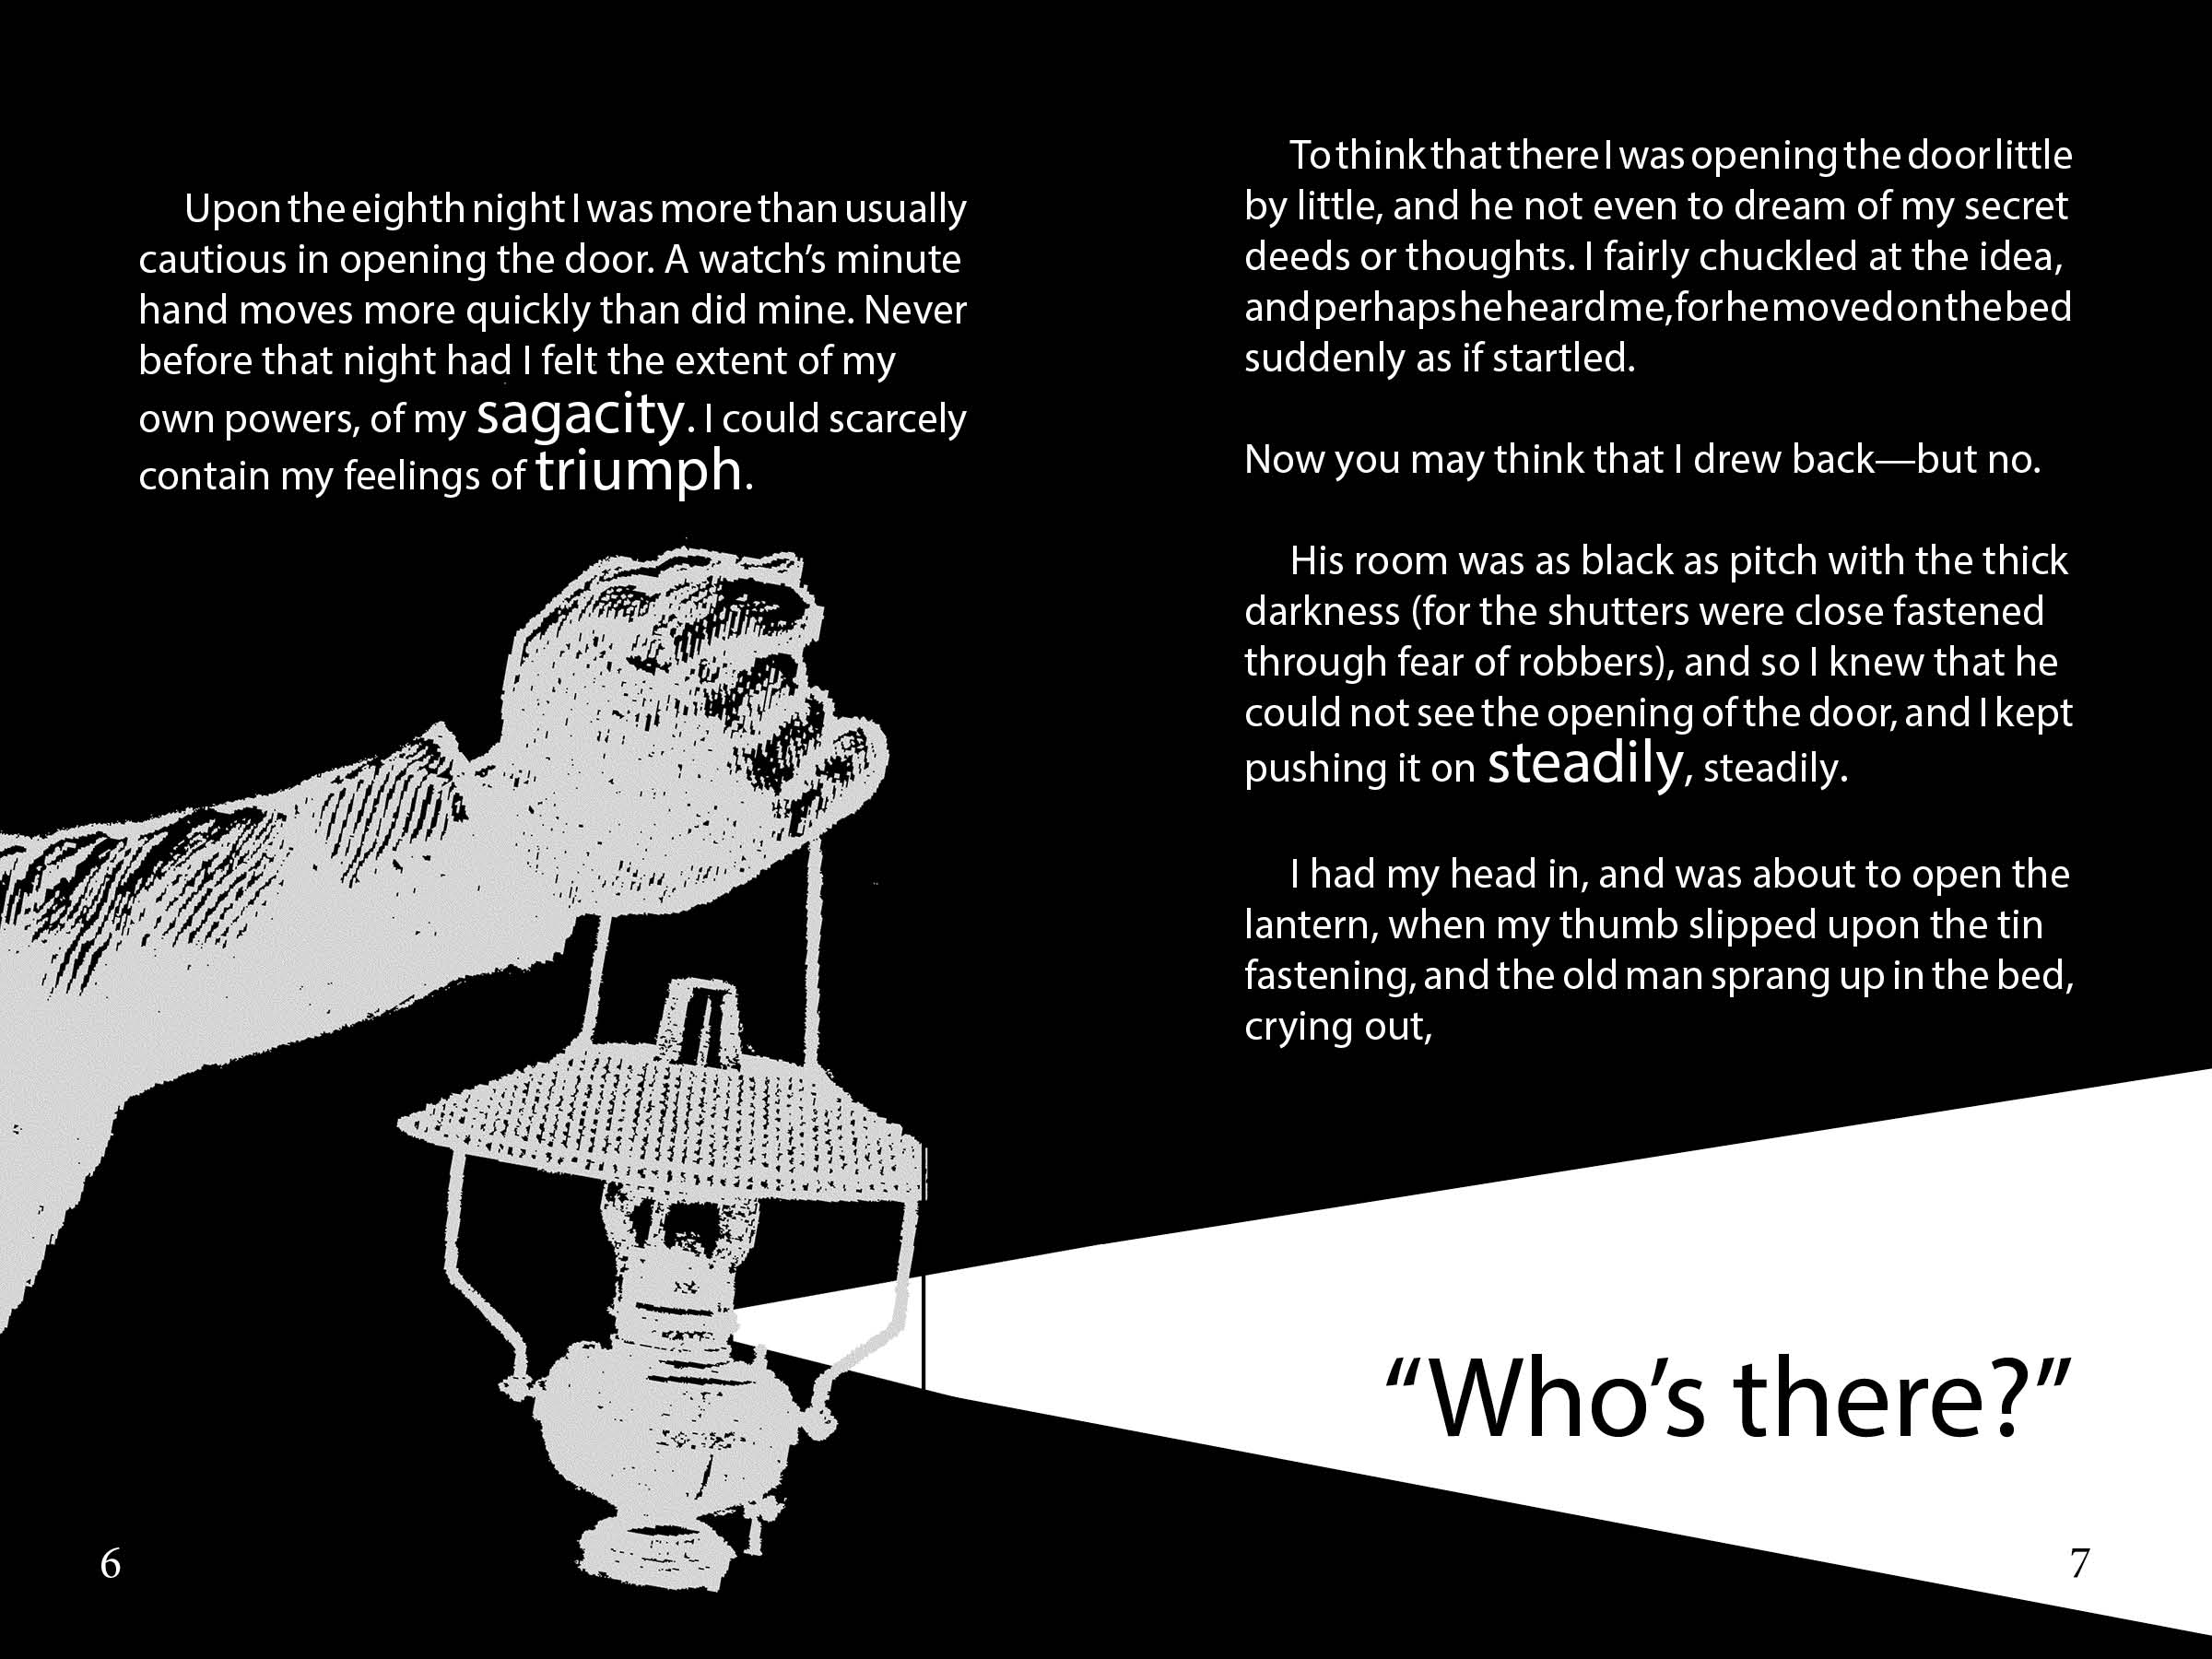 Upon the eighth night I was more than usually
cautious in opening the door. A watch’s minute
hand moves more quickly than did mine. Never
before that night had I felt the extent of my
own powers, of my sagacity. I could scarcely
contain my feelings of triumph.
6
To think that there I was opening the door little
by little, and he not even to dream of my secret
deeds or thoughts. I fairly chuckled at the idea,
and perhaps he heard me, for he moved on the bed
suddenly as if startled.
Now you may think that I drew back—but no.
His room was as black as pitch with the thick
darkness (for the shutters were close fastened
through fear of robbers), and so I knew that he
could not see the opening of the door, and I kept
pushing it on steadily, steadily.
I had my head in, and was about to open the
lantern, when my thumb slipped upon the tin
fastening, and the old man sprang up in the bed,
crying out,
“Who’s there?”
7